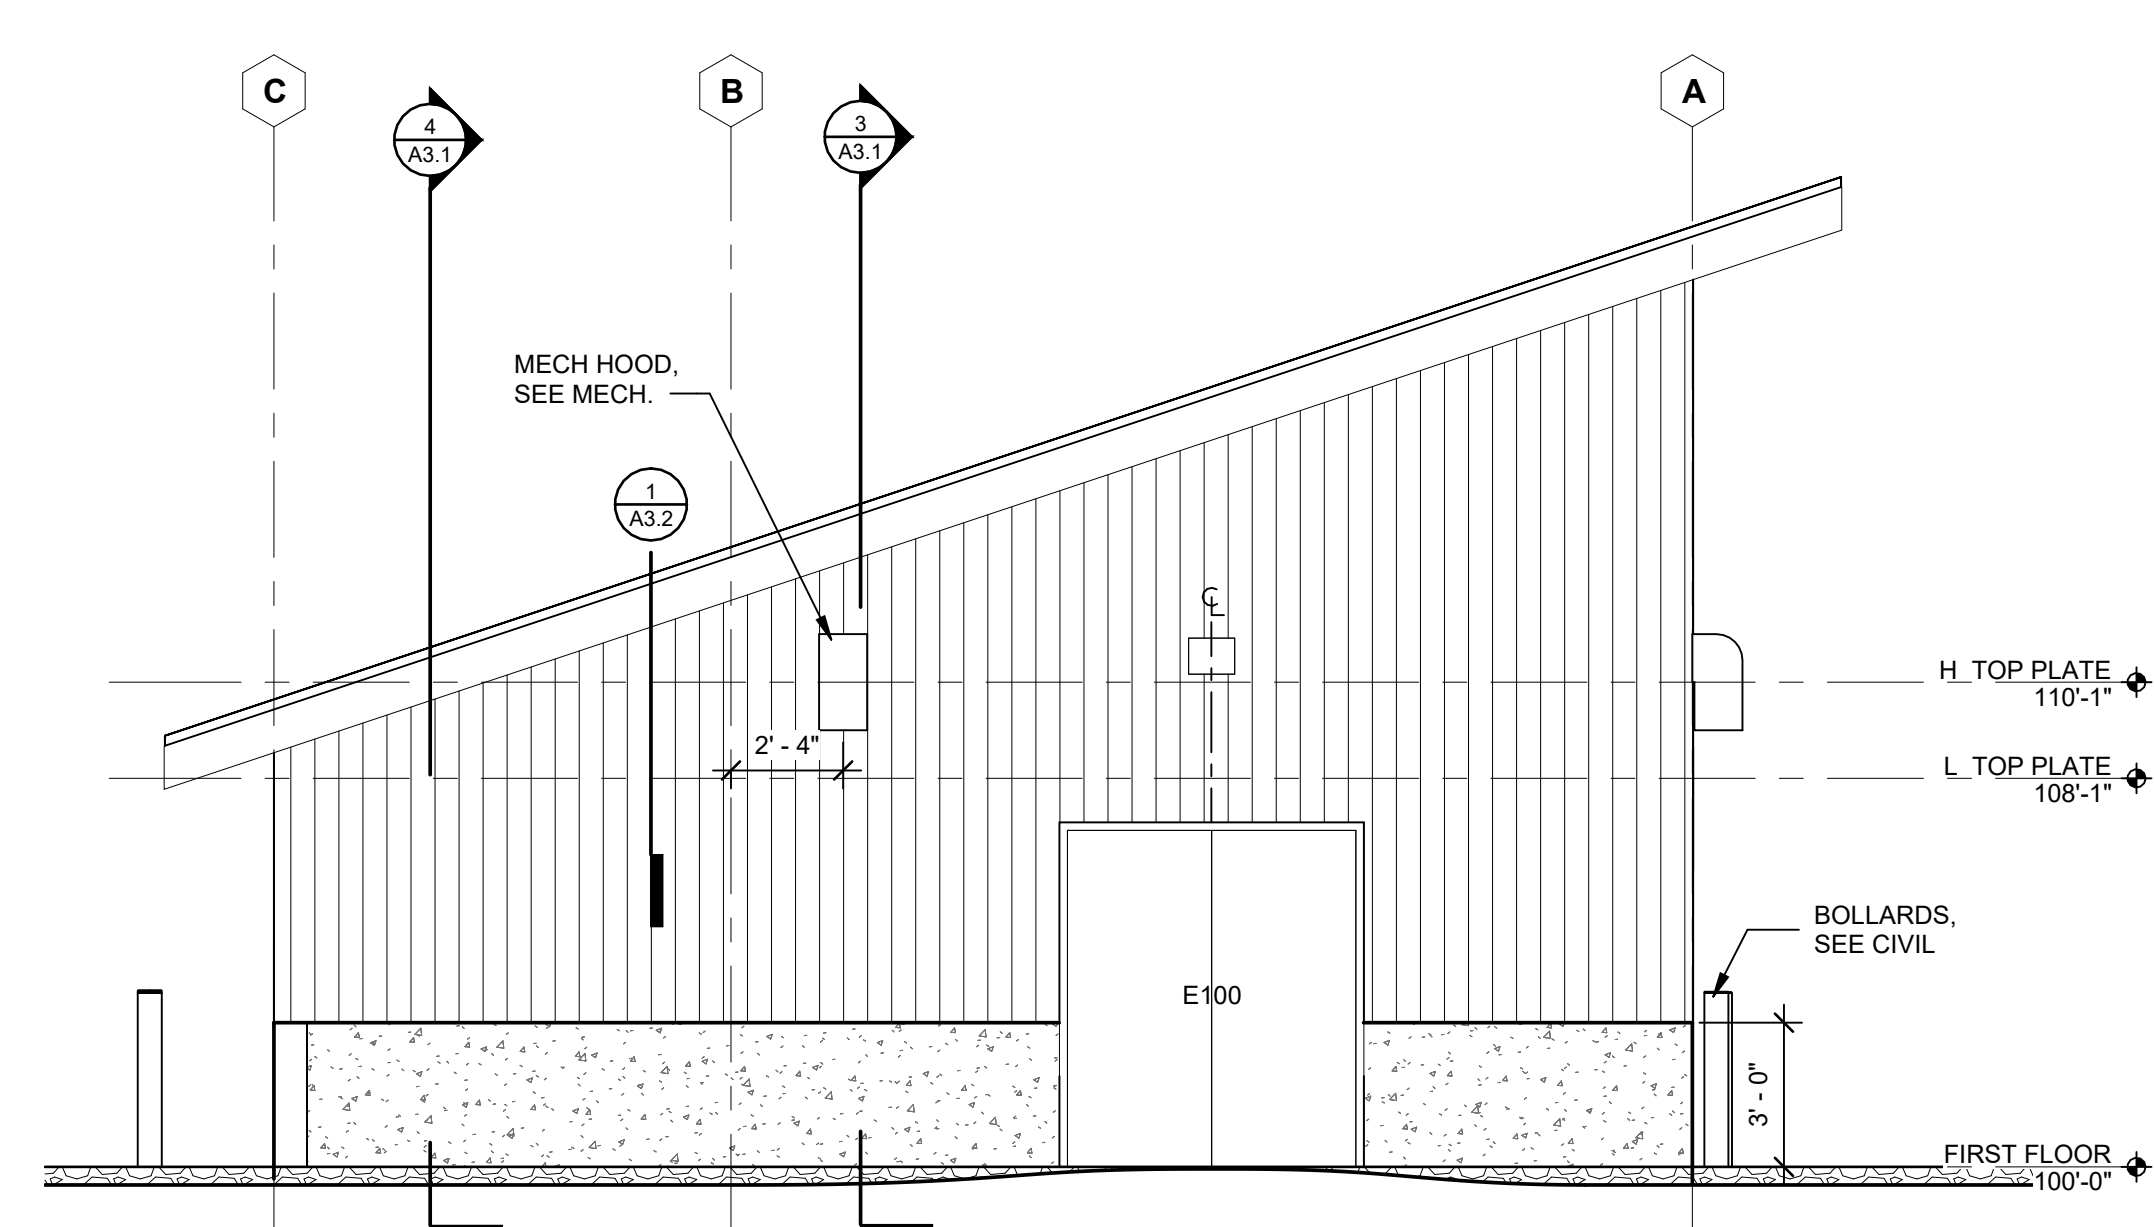 C
B
A
4
A3.1
3
A3.1
MECH HOOD,
SEE MECH.
1
A3.2
CL
H TOP PLATE
110'-1"
2' - 4"
L TOP PLATE
108'-1"
BOLLARDS,
SEE CIVIL
E100
3' - 0"
FIRST FLOOR
100'-0"